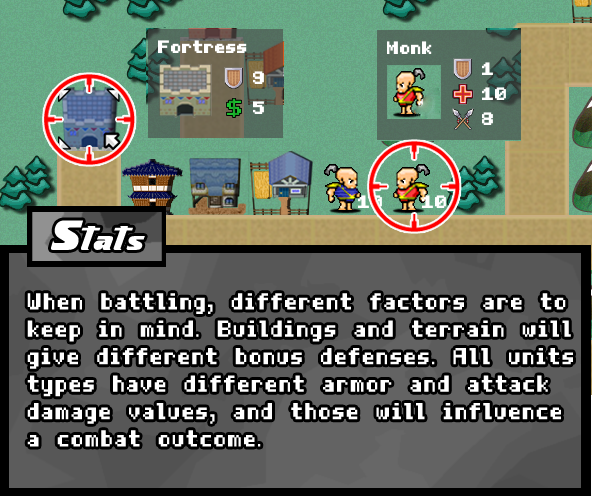 Fortress
9
$ 5
Monk
1
10
8
10
10
Stats
When battling, different factors are to
keep in mind. Buildings and terrain will
give different bonus defenses. All units
types have different armor and attack
damage values, and those will influence
a combat outcome.